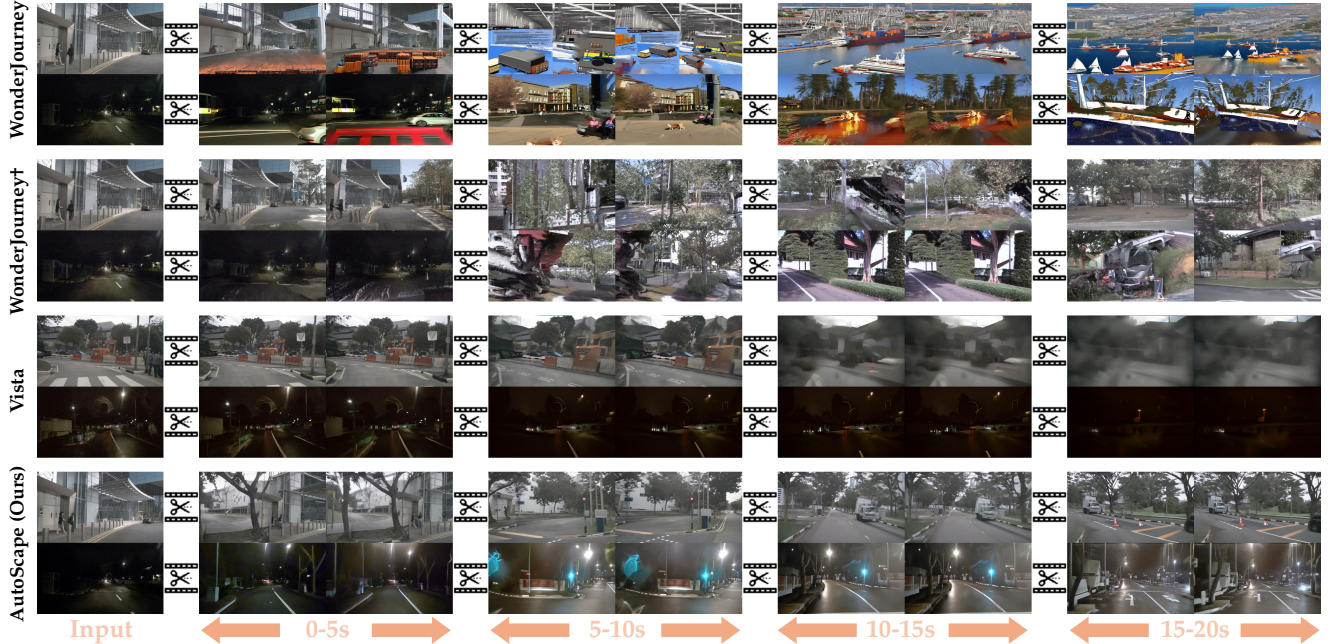 WonderJourney
WonderJourney†
Vista
AutoScape (Ours)
Input
0-5s
5-10s
10-15s
15-20s